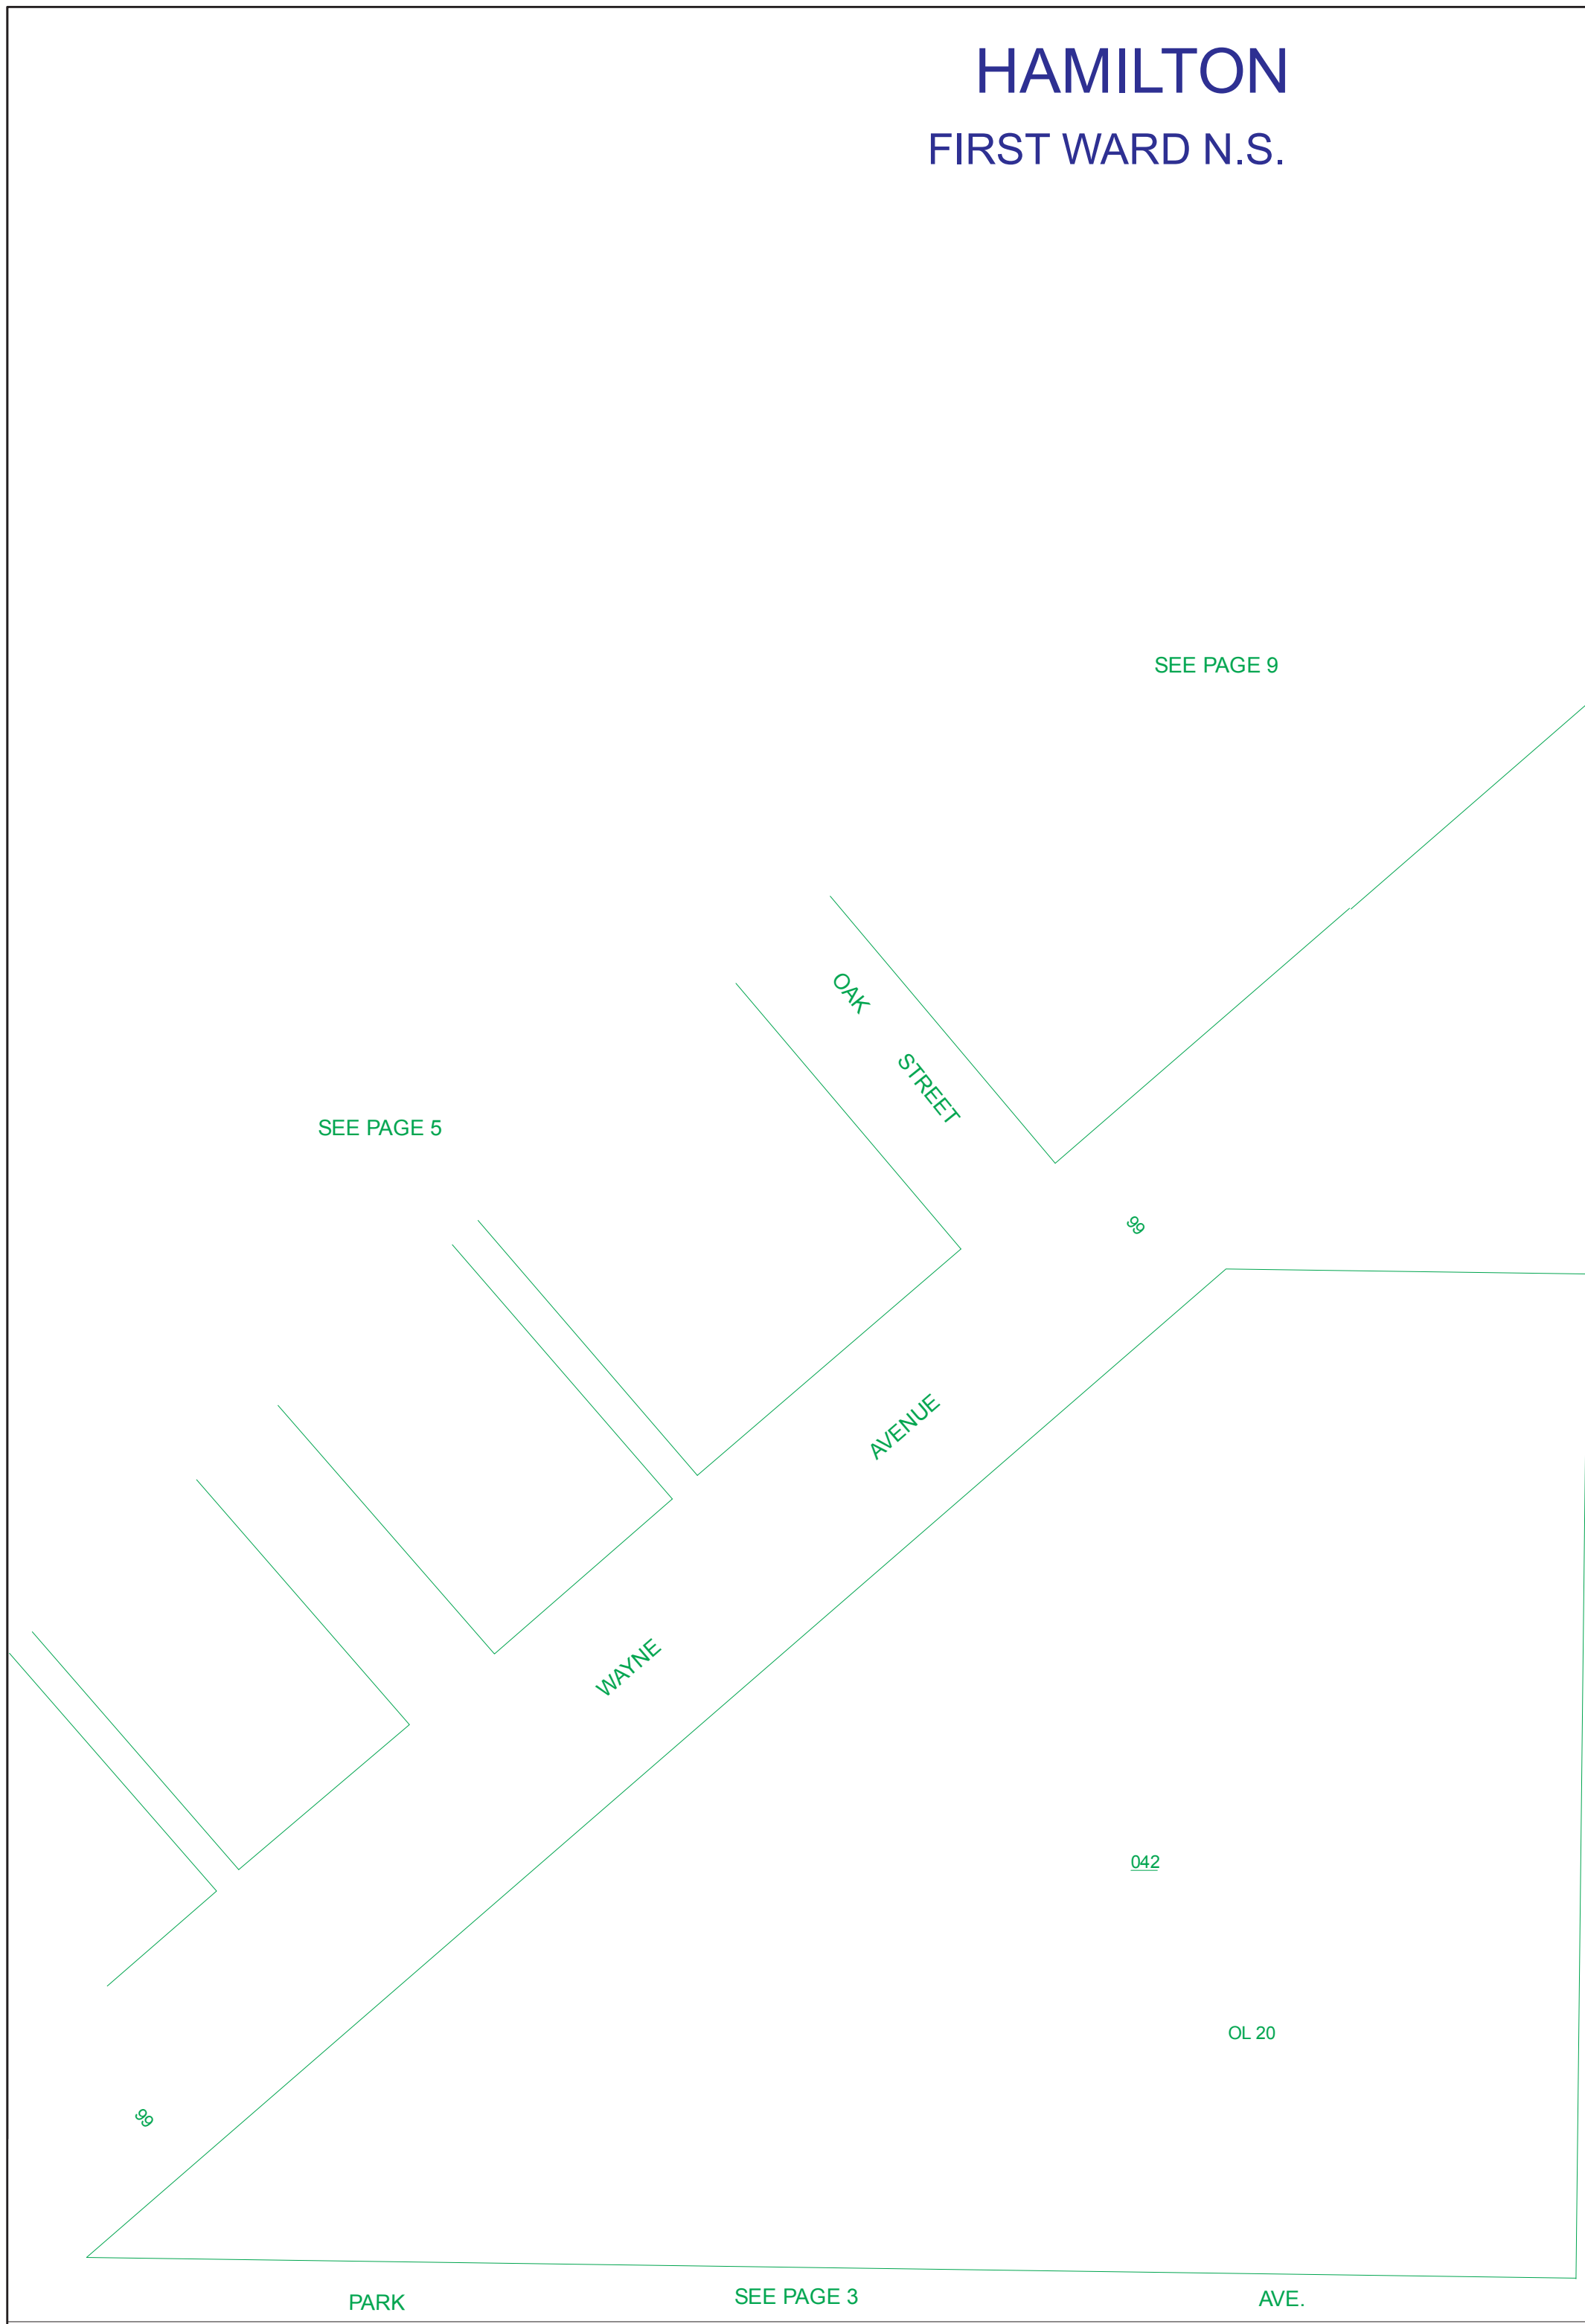 HAMILTON
FIRST WARD N.S.
SEE PAGE 9
OAK
STREET
SEE PAGE 5
99
AVENUE
WAYNE
042
OL 20
99
PARK
SEE PAGE 3
AVE.